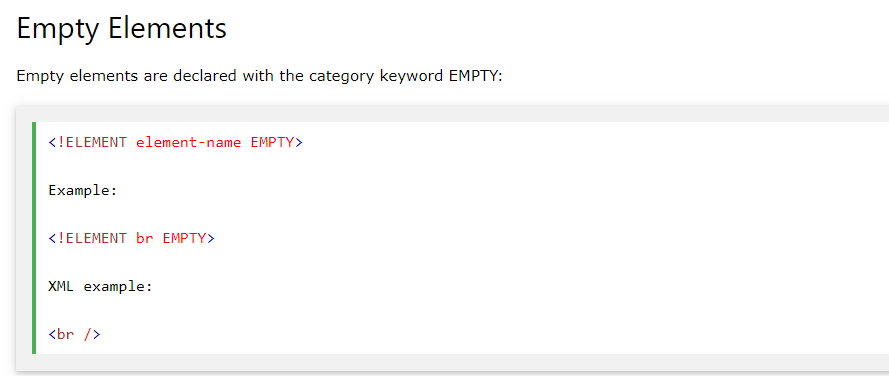 Empty Elements
Empty elements are declared with the category keyword EMPTY:
<!ELEMENT element-name EMPTY>
Example:
<!ELEMENT br EMPTY>
XML example:
<br />